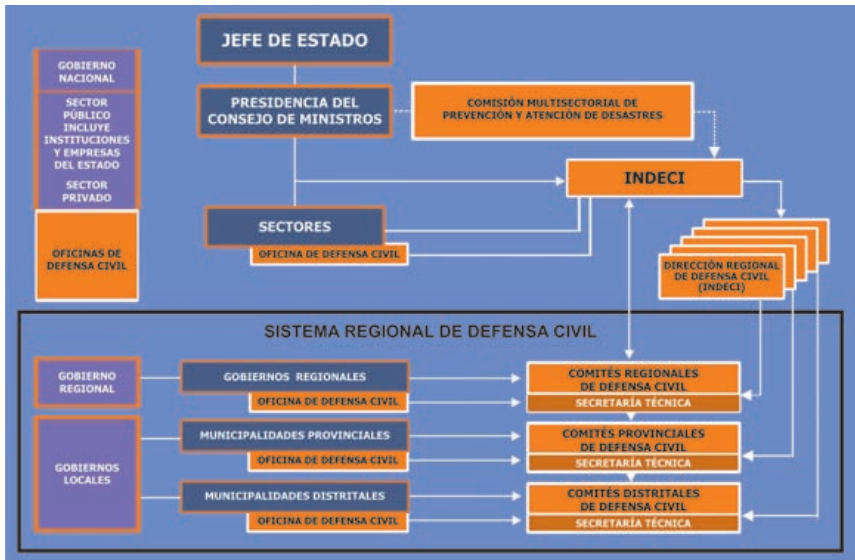 JEFE DE ESTADO
GOBIERNO
NACIONAL
SECTOR
PÚBLICO
INCLUYE
INSTITUCIONES
Y EMPRESAS
DEL ESTADO
SECTOR
PRIVADO
OFICINAS DE
DEFENSA CIVIL
PRESIDENCIA DEL
CONSEJO DE MINISTROS
COMISIÓN MULTISECTORIAL DE
PREVENCIÓN Y ATENCIÓN DE DESASTRES
INDECI
SECTORES
OFICINA DE DEFENSA CIVIL
DIRECCIÓN REGIONAL
DE DEFENSA CIVIL
(INDECI)
SISTEMA REGIONAL DE DEFENSA CIVIL
GOBIERNO
REGIONAL
GOBIERNOS REGIONALES
OFICINA DE DEFENSA CIVIL
COMITÉS REGIONALES
DE DEFENSA CIVIL
SECRETARÍA TÉCNICA
GOBIERNOS
LOCALES
MUNICIPALIDADES PROVINCIALES
OFICINA DE DEFENSA CIVIL
COMITÉS PROVINCIALES
DE DEFENSA CIVIL
SECRETARÍA TÉCNICA
MUNICIPALIDADES DISTRITALES
OFICINA DE DEFENSA CIVIL
COMITÉS DISTRITALES
DE DEFENSA CIVIL
SECRETARÍA TÉCNICA